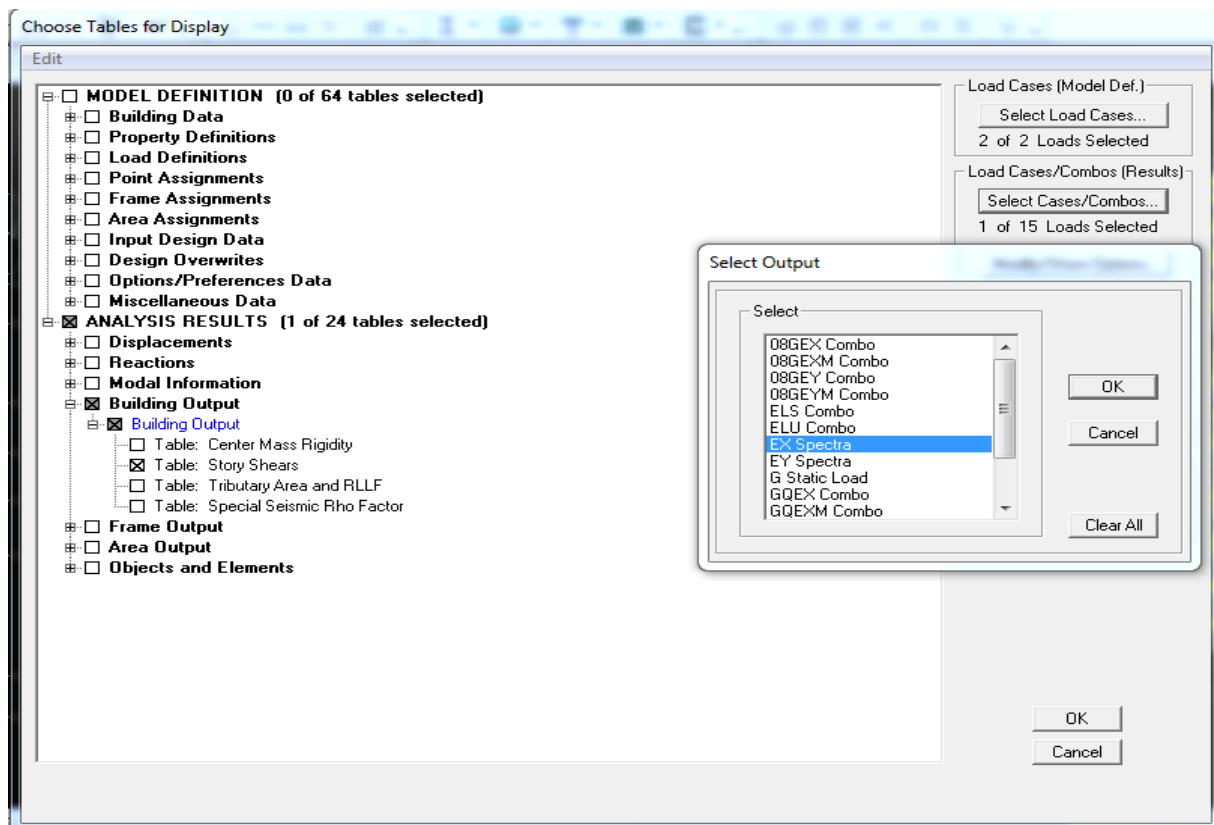 Choose Tables for Display
Edit
MODEL DEFINITION (0 of 64 tables selected)
Building Data
Property Definitions
Load Definitions
Point Assignments
Frame Assignments
Area Assignments
Input Design Data
Design Overwrites
Options/Preferences Data
Miscellaneous Data
ANALYSIS RESULTS (1 of 24 tables selected)
Displacements
Reactions
Modal Information
Building Output
Building Output
Table: Center Mass Rigidity
Table: Story Shears
Table: Tributary Area and RLLF
Table: Special Seismic Rho Factor
Frame Output
Area Output
Objects and Elements
Load Cases (Model Def.)
Select Load Cases...
2 of 2 Loads Selected
Load Cases/Combos (Results)
Select Cases/Combos...
1 of 15 Loads Selected
Select Output
Select
08GEX Combo
08GEXM Combo
08GEY Combo
08GEYM Combo
ELS Combo
ELU Combo
EX Spectra
EY Spectra
G Static Load
GQEX Combo
GQEXM Combo
OK
Cancel
Clear All
OK
Cancel